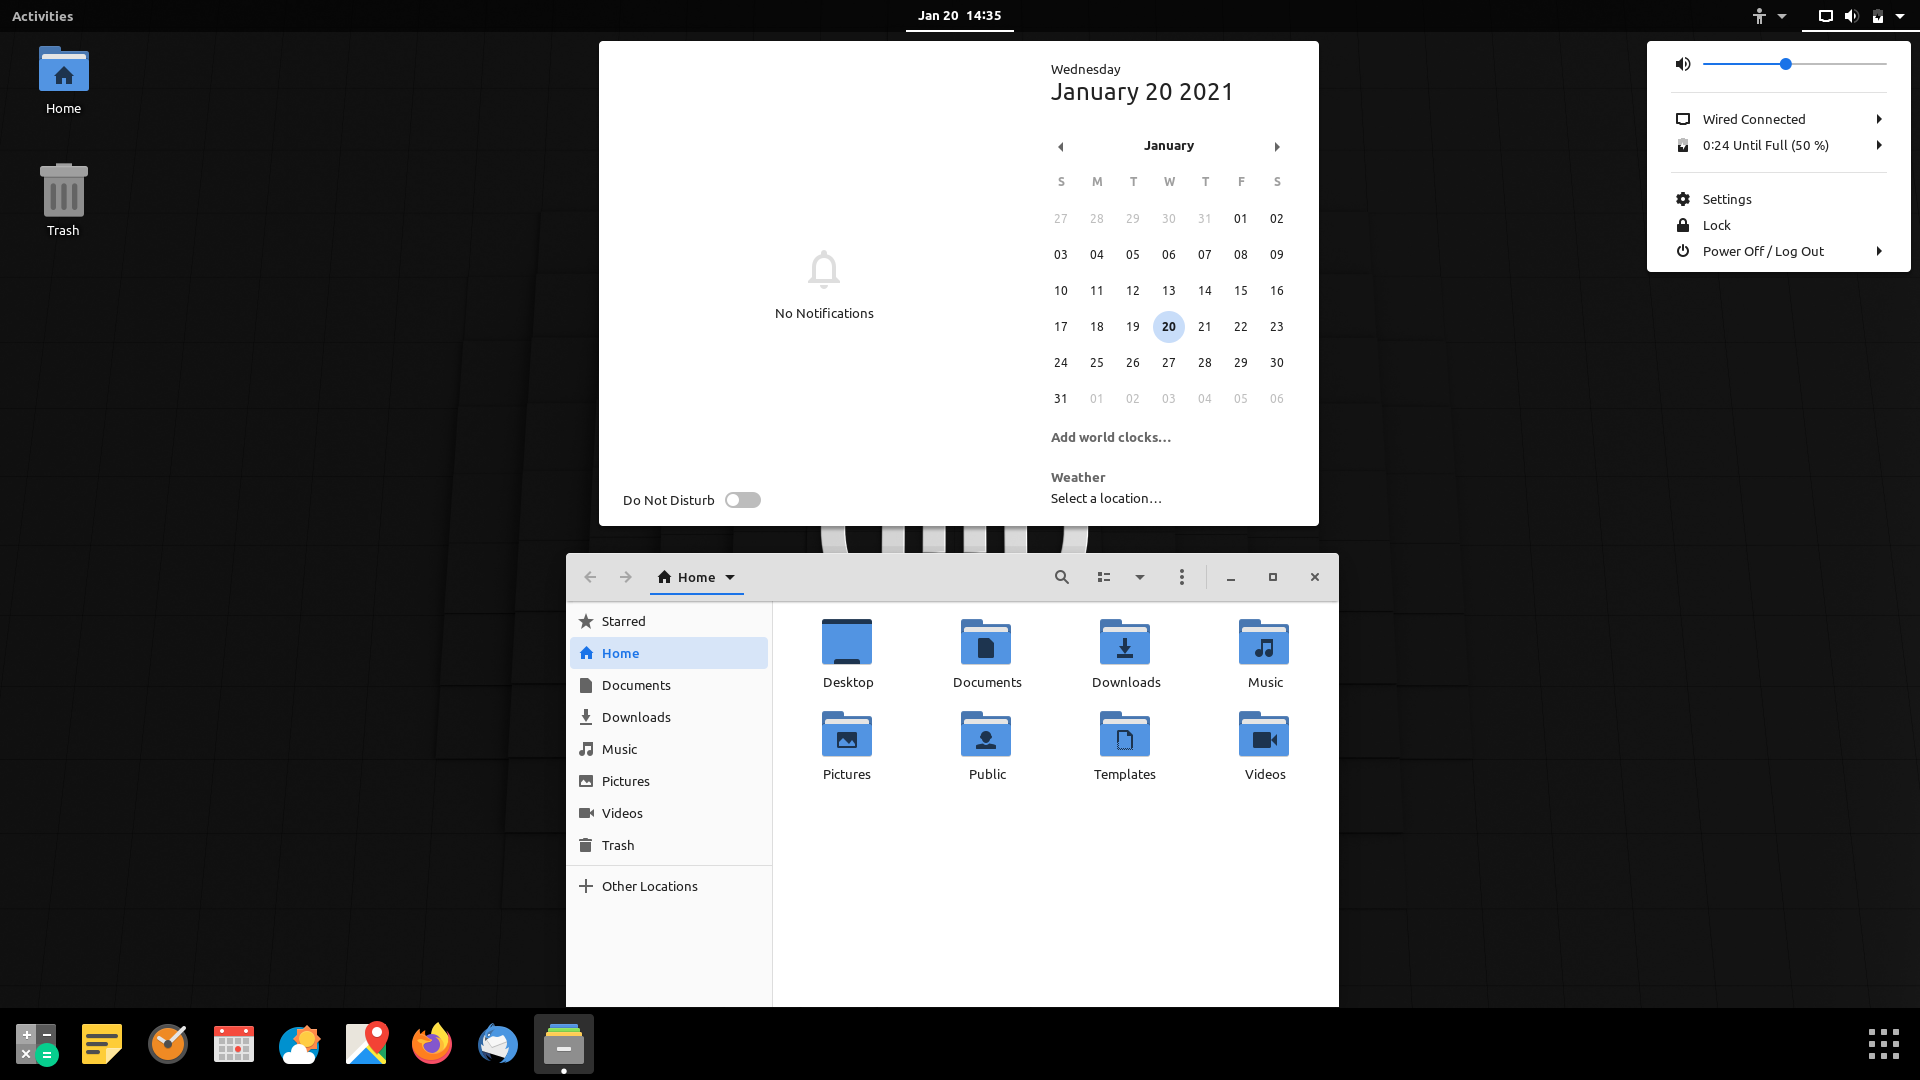 Activities
Jan 20 14:35
Home
Trash
No Notifications
Do Not Disturb
Wednesday
January 20 2021
January
S M T W T F S
27 28 29 30 31 01 02
03 04 05 06 07 08 09
10 11 12 13 14 15 16
17 18 19 20 21 22 23
24 25 26 27 28 29 30
31 01 02 03 04 05 06
Add world clocks…
Weather
Select a location…
Wired Connected
0:24 Until Full (50 %)
Settings
Lock
Power Off / Log Out
Home
Starred
Home
Documents
Downloads
Music
Pictures
Videos
Trash
Other Locations
Desktop Documents Downloads Music
Pictures Public Templates Videos